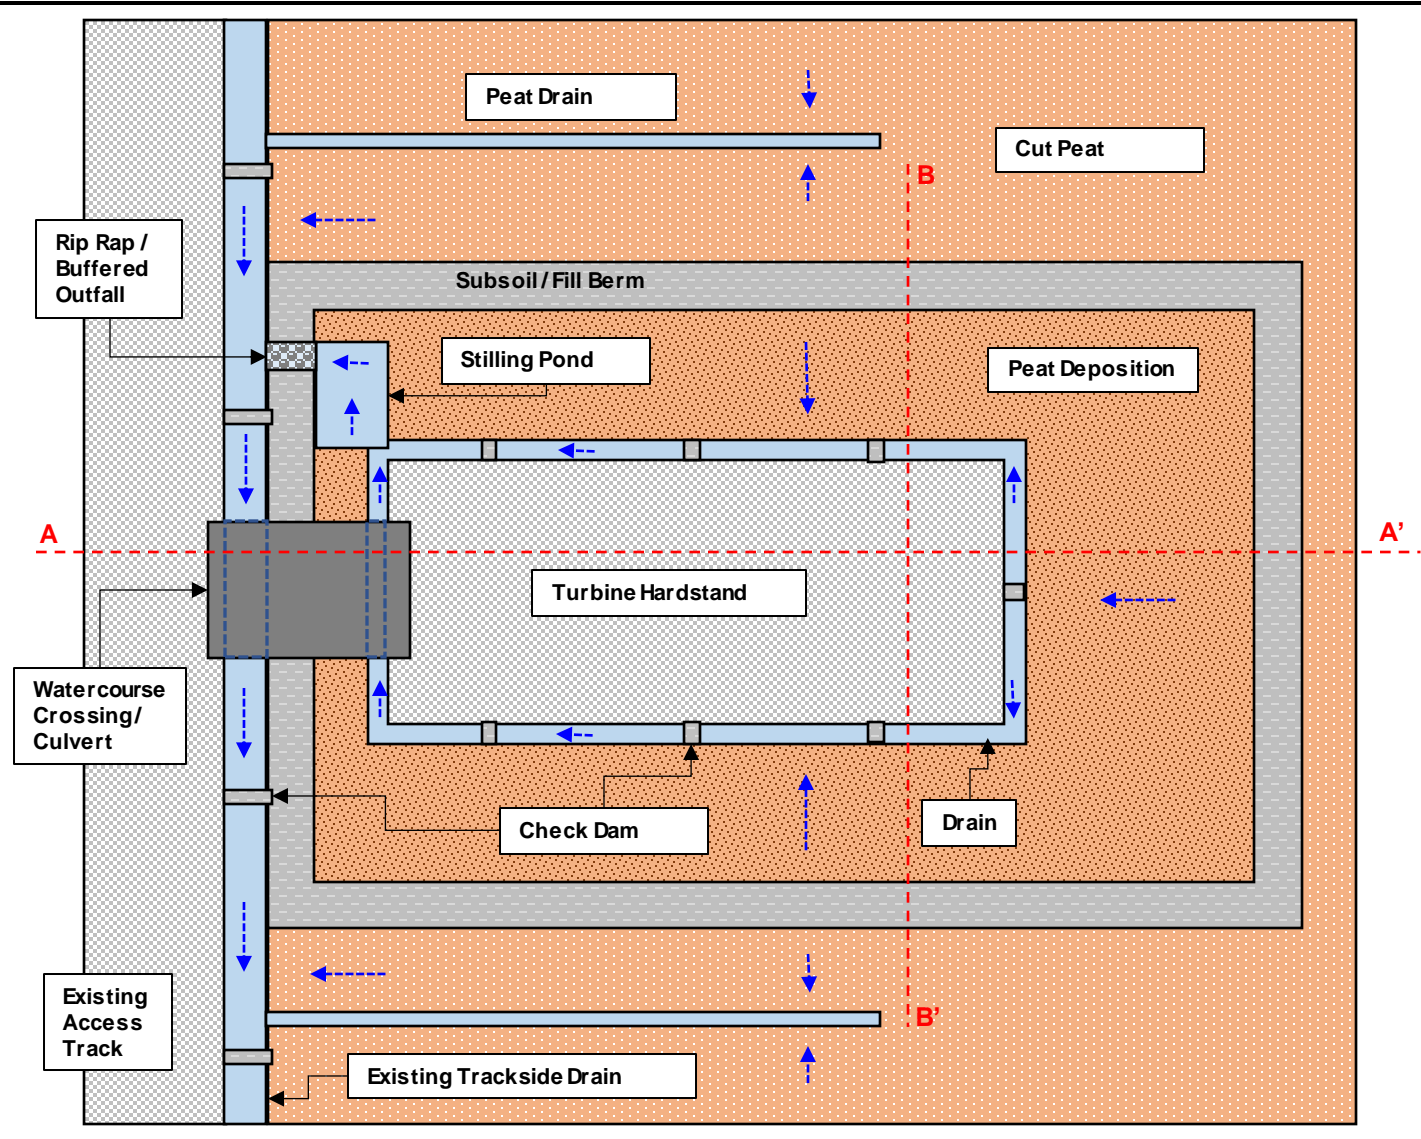 Peat Drain
Cut Peat
B
Rip Rap /
Buffered
Outfall
Subsoil / Fill Berm
Stilling Pond
Peat Deposition
A
A’
Turbine Hardstand
Watercourse
Crossing/
Culvert
Check Dam
Drain
Existing
Access
Track
B’
Existing Trackside Drain